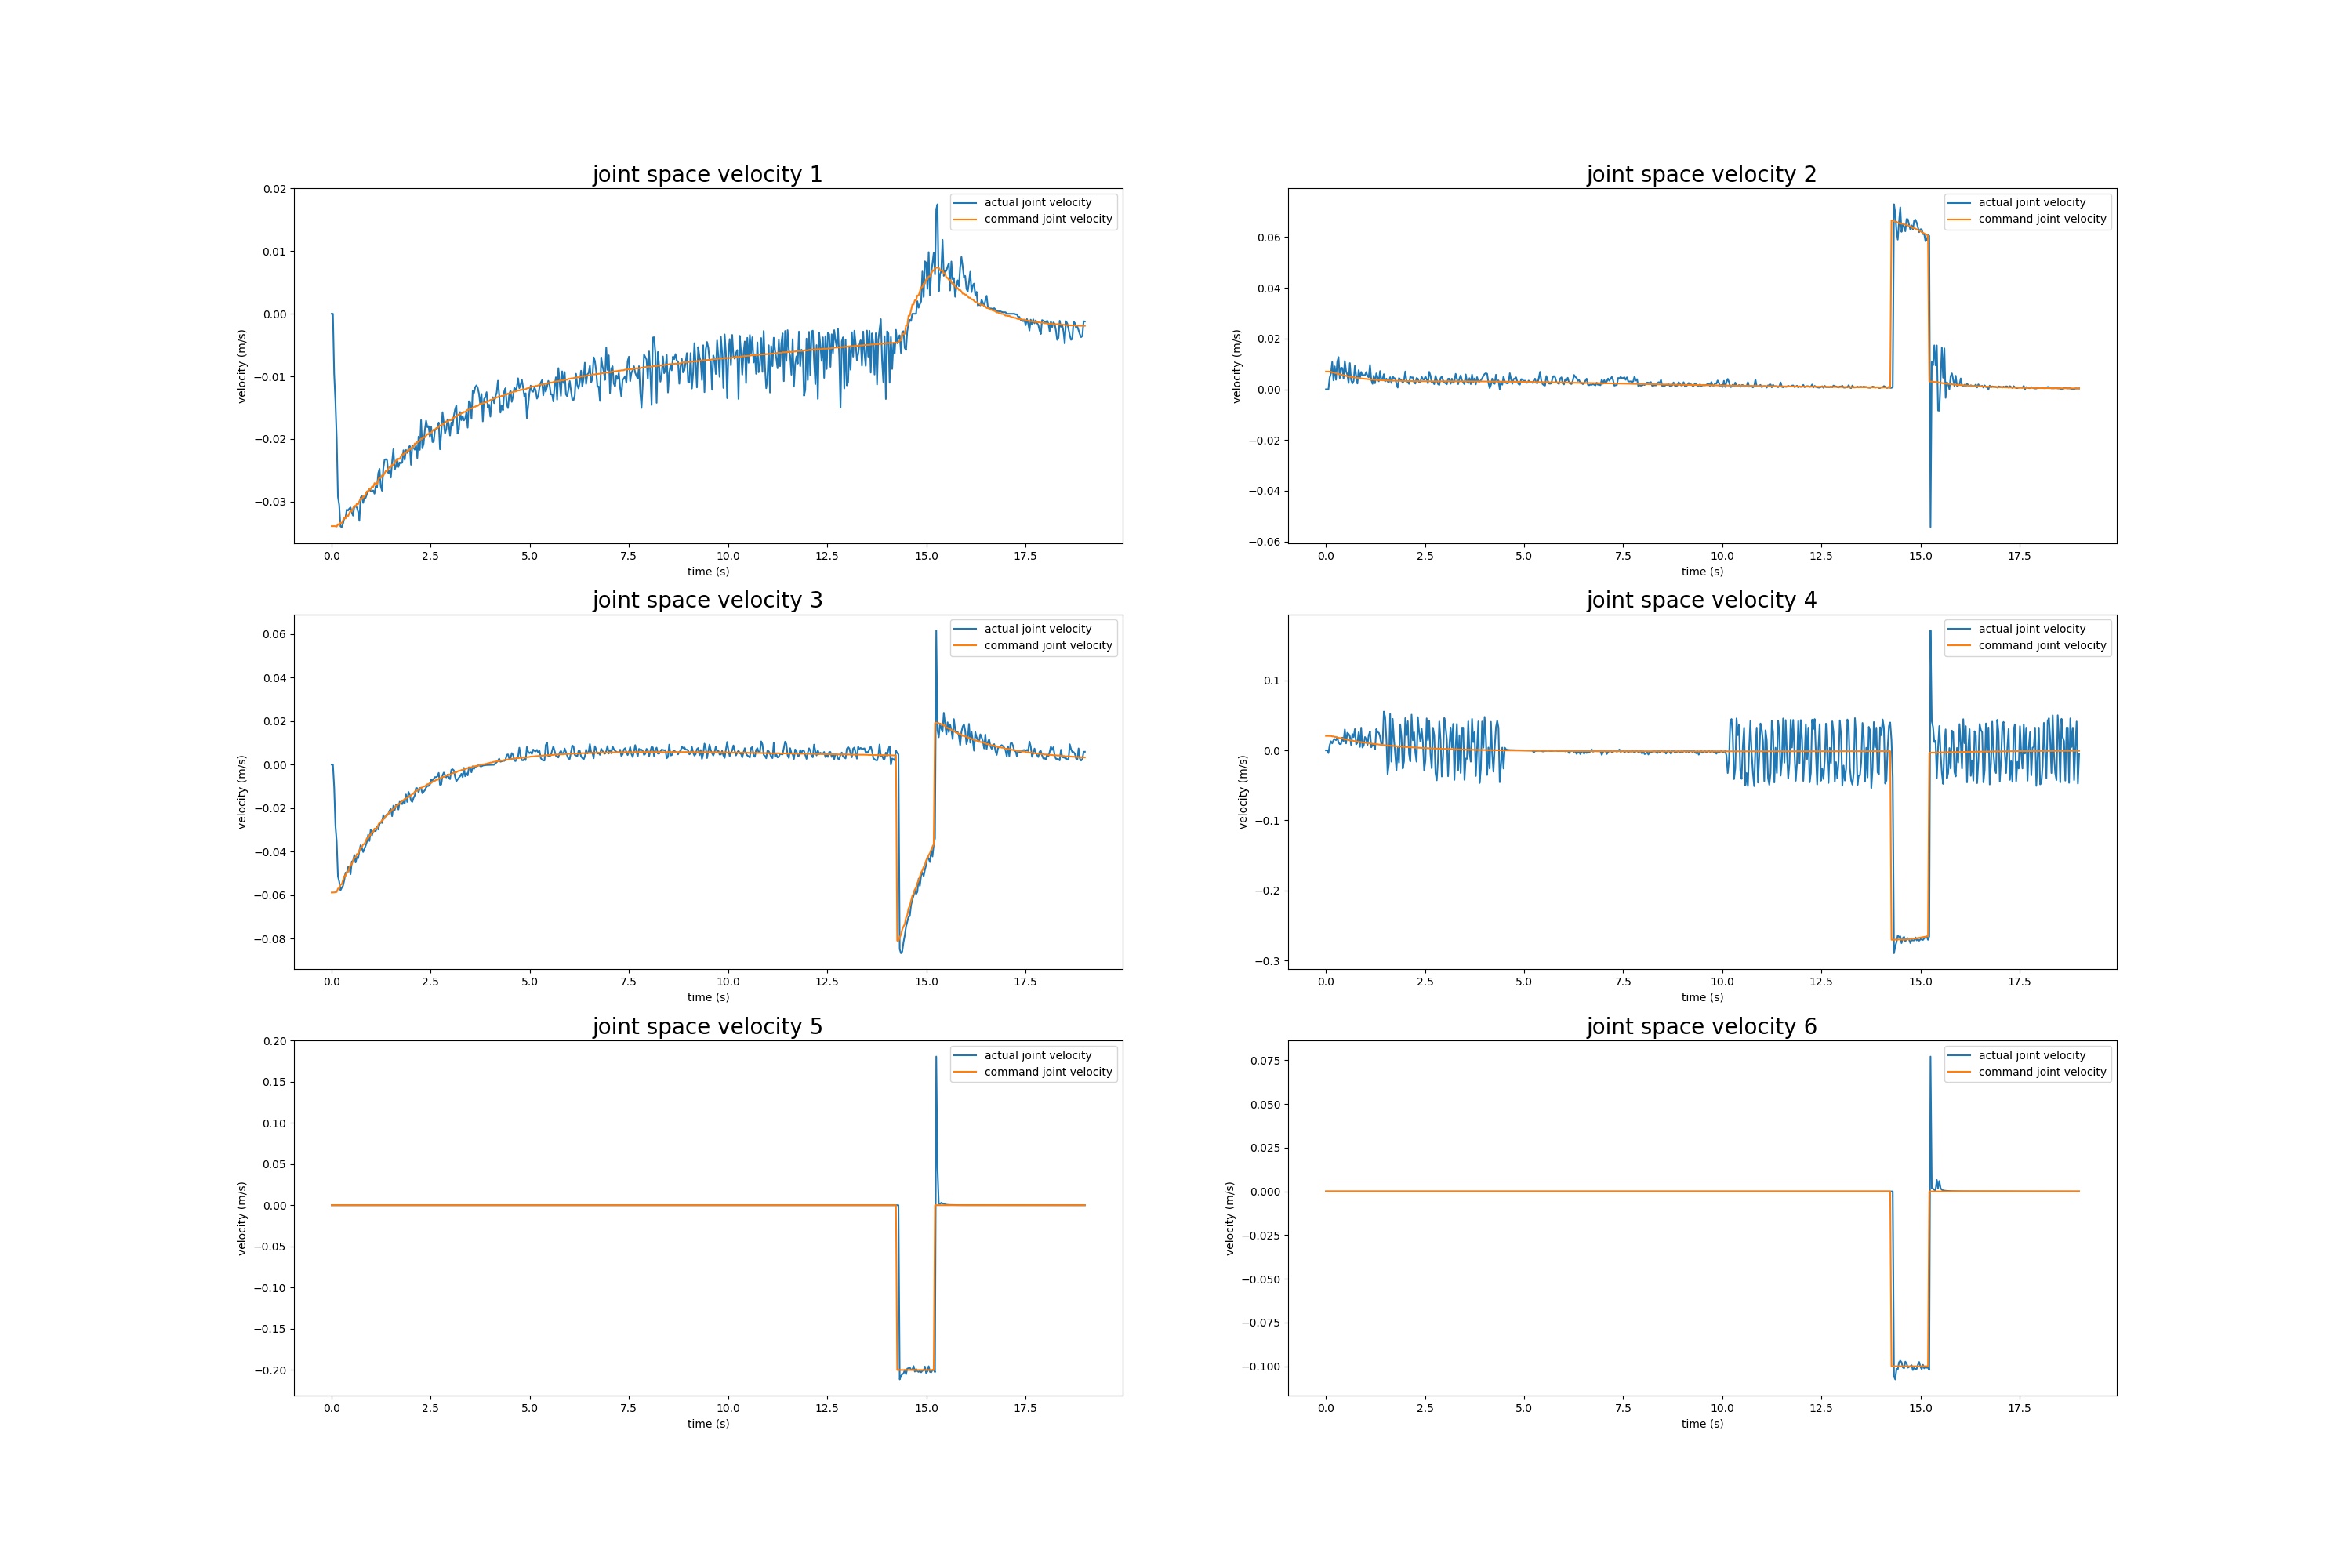 joint space velocity 1
0.02
0.01
0.00
−0.01
−0.02
−0.03
velocity (m/s)
actual joint velocity
command joint velocity
0.0 2.5 5.0 7.5 10.0 12.5 15.0 17.5
time (s)
joint space velocity 2
0.06
0.04
0.02
0.00
−0.02
−0.04
−0.06
velocity (m/s)
actual joint velocity
command joint velocity
0.0 2.5 5.0 7.5 10.0 12.5 15.0 17.5
time (s)
joint space velocity 3
0.06
0.04
0.02
0.00
−0.02
−0.04
−0.06
−0.08
velocity (m/s)
actual joint velocity
command joint velocity
0.0 2.5 5.0 7.5 10.0 12.5 15.0 17.5
time (s)
joint space velocity 4
0.1
0.0
−0.1
−0.2
−0.3
velocity (m/s)
actual joint velocity
command joint velocity
0.0 2.5 5.0 7.5 10.0 12.5 15.0 17.5
time (s)
joint space velocity 5
0.20
0.15
0.10
0.05
0.00
−0.05
−0.10
−0.15
−0.20
velocity (m/s)
actual joint velocity
command joint velocity
0.0 2.5 5.0 7.5 10.0 12.5 15.0 17.5
time (s)
joint space velocity 6
0.075
0.050
0.025
0.000
−0.025
−0.050
−0.075
−0.100
velocity (m/s)
actual joint velocity
command joint velocity
0.0 2.5 5.0 7.5 10.0 12.5 15.0 17.5
time (s)